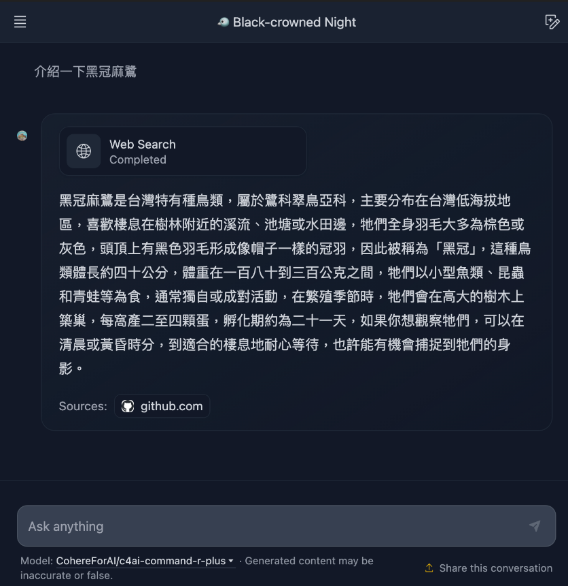 Black-crowned Night
介紹一下黑冠麻鷺
Web Search
Completed
黑冠麻鷺是台灣特有種鳥類，屬於鷺科翠鳥亞科，主要分布在台灣低海拔地
區，喜歡棲息在樹林附近的溪流、池塘或水田邊，牠們全身羽毛大多為棕色或
灰色，頭頂上有黑色羽毛形成像帽子一樣的冠羽，因此被稱為「黑冠」，這種鳥
類體長約四十公分，體重在一百八十到三百公克之間，牠們以小型魚類、昆蟲
和青蛙等為食，通常獨自或成對活動，在繁殖季節時，牠們會在高大的樹木上
築巢，每窩產二至四顆蛋，孵化期約為二十一天，如果你想觀察牠們，可以在
清晨或黃昏時分，到適合的棲息地耐心等待，也許能有機會捕捉到牠們的身
影。
Sources: github.com
Ask anything
Model: CohereForAI/c4ai-command-r-plus · Generated content may be
inaccurate or false.
Share this conversation